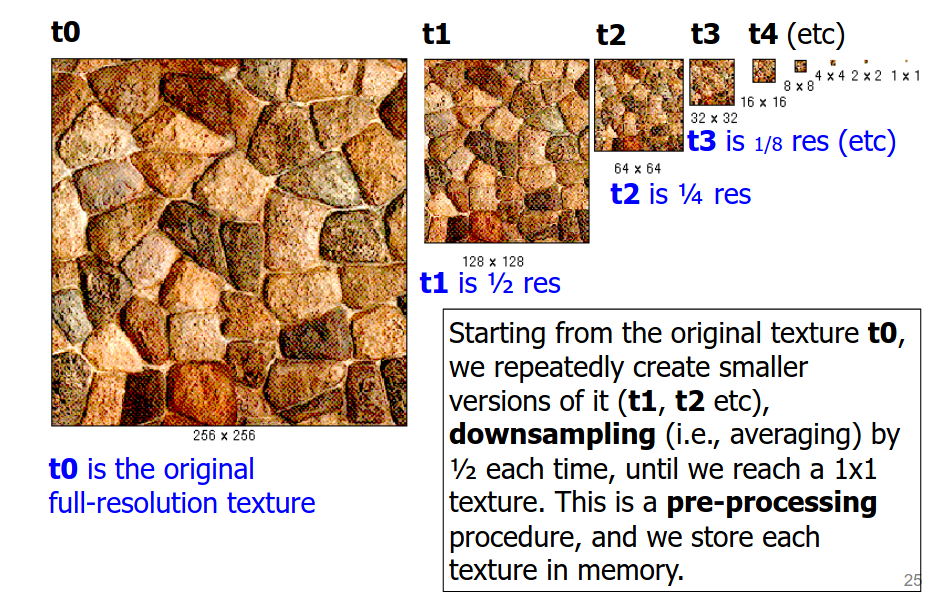 t0
t1
t2
t3
t4 (etc)
256 x 256
128 x 128
64 x 64
32 x 32
16 x 16
8 x 8
4 x 4
2 x 2
1 x 1
t3 is 1/8 res (etc)
t2 is ¼ res
t1 is ½ res
t0 is the original
full-resolution texture
Starting from the original texture t0,
we repeatedly create smaller
versions of it (t1, t2 etc),
downsampling (i.e., averaging) by
½ each time, until we reach a 1x1
texture. This is a pre-processing
procedure, and we store each
texture in memory.
25